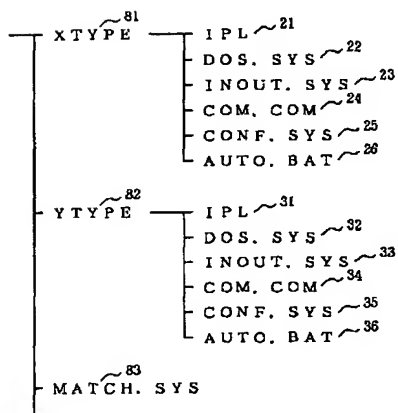 81
XTYPE IPL 21
DOS. SYS 22
INOUT. SYS 23
COM. COM 24
CONF. SYS 25
AUTO. BAT 26
82
YTYPE IPL 31
DOS. SYS 32
INOUT. SYS 33
COM. COM 34
CONF. SYS 35
AUTO. BAT 36
83
MATCH. SYS